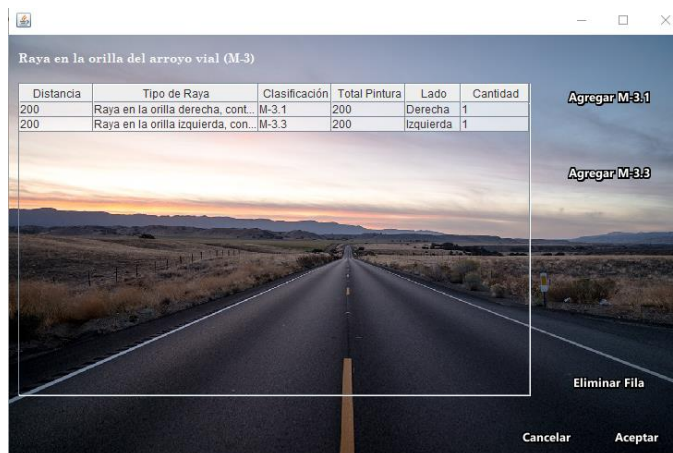 Raya en la orilla del arroyo vial (M-3)
Distancia Tipo de Raya Clasificación Total Pintura Lado Cantidad
200 Raya en la orilla derecha, cont... M-3.1 200 Derecha 1
200 Raya en la orilla izquierda, con... M-3.3 200 Izquierda 1
Agregar M-3.1
Agregar M-3.3
Eliminar Fila
Cancelar Aceptar